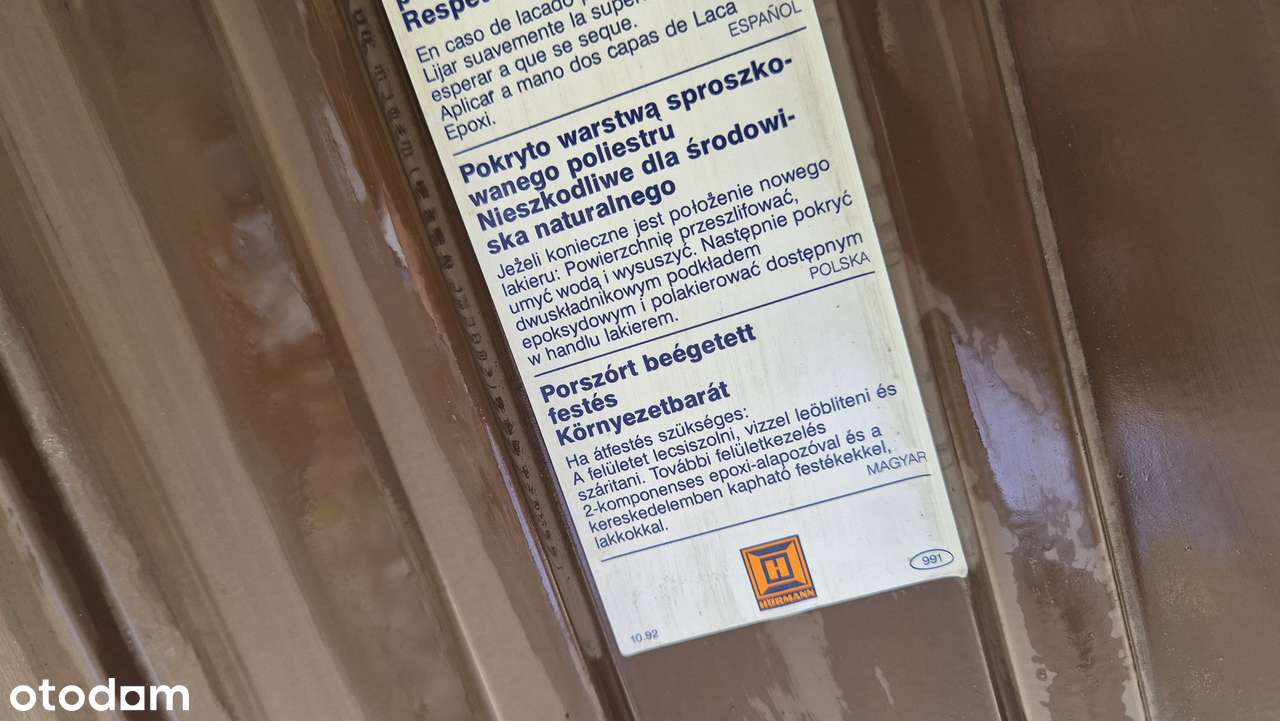 Respe
En caso de lacado
Lijar suavemente la super
esperar a que se seque.
Aplicar a mano dos capas de Laca
Epoxi.
ESPAÑOL
Pokryto warstwą sproszko-
wanego poliestru
Nieszkodliwe dla środowi-
ska naturalnego
Jeżeli konieczne jest położenie nowego
lakieru: Powierzchnię przeszlifować,
umyć wodą i wysuszyć. Następnie pokryć
dwuskładnikowym podkładem
epoksydowym i polakierować dostępnym
w handlu lakierem.
POLSKA
Porszórt beégetett
festés
Környezetbarát
Ha átfestés szükséges:
A felületet lecsiszolni, vizzel leöbliteni és
száritani. További felületkezelés
2-komponenses epoxi-alapozóval és a
kereskedelemben kapható festékekkel,
lakkokkal.
MAGYAR
HÖRMANN
991
10.92
otodom